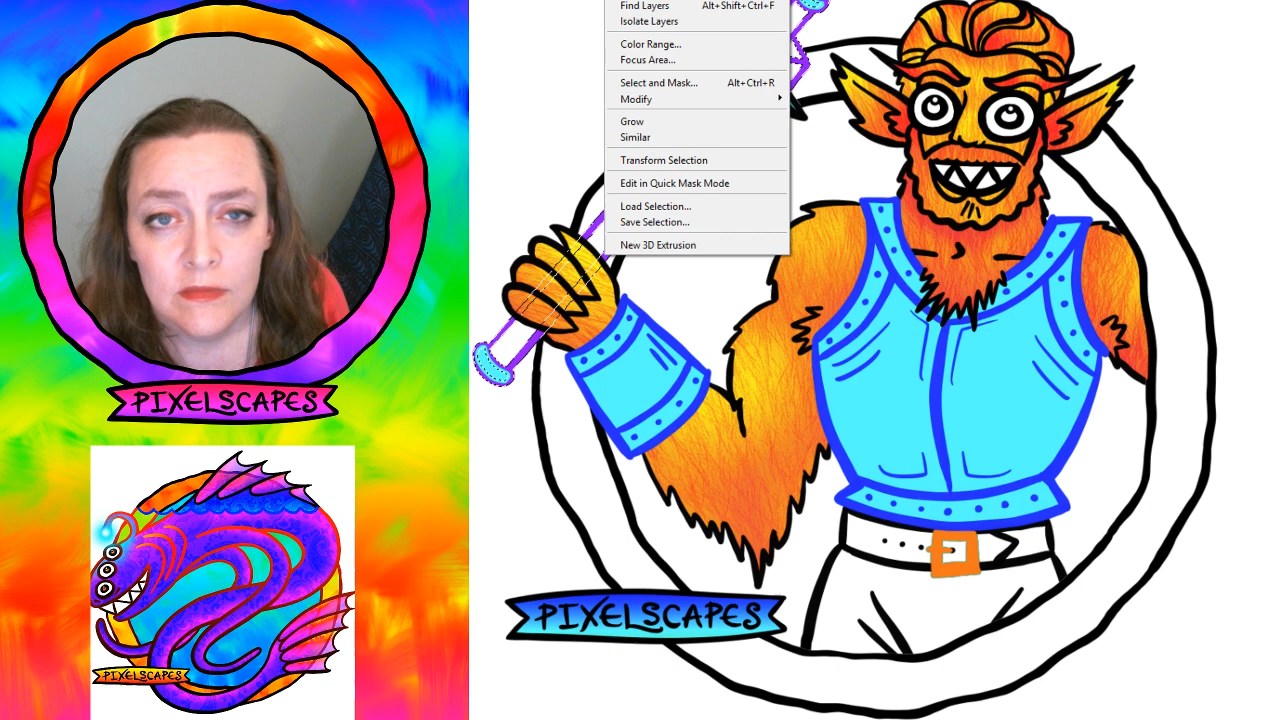 PIXELSCAPES
PIXELSCAPES
Find Layers Alt+Shift+Ctrl+F
Isolate Layers
Color Range...
Focus Area...
Select and Mask... Alt+Ctrl+R
Modify
Grow
Similar
Transform Selection
Edit in Quick Mask Mode
Load Selection...
Save Selection...
New 3D Extrusion
PIXELSCAPES